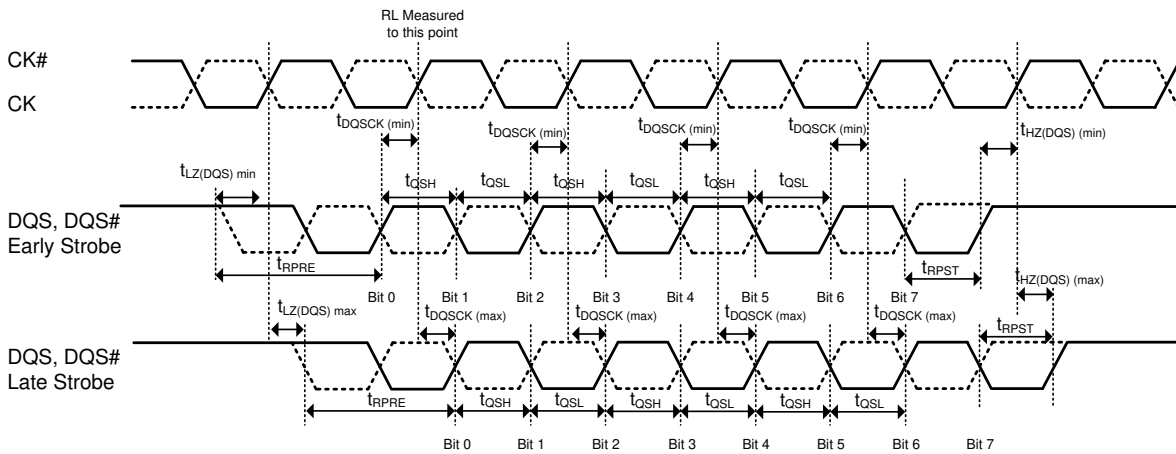 RL Measured
to this point
CK#
CK
tDQSCK (min) tDQSCK (min) tDQSCK (min) tDQSCK (min) tHZ(DQS) (min)
tLZ(DQS) min
tQSH tQSL tQSH tQSL tQSH tQSL
DQS, DQS#
Early Strobe
tRPRE tRPST
tHZ(DQS) (max)
Bit 0 Bit 1 Bit 2 Bit 3 Bit 4 Bit 5 Bit 6 Bit 7
tLZ(DQS) max tDQSCK (max) tDQSCK (max) tDQSCK (max) tDQSCK (max) tRPST
DQS, DQS#
Late Strobe
tRPRE tQSH tQSL tQSH tQSL tQSH tQSL
Bit 0 Bit 1 Bit 2 Bit 3 Bit 4 Bit 5 Bit 6 Bit 7